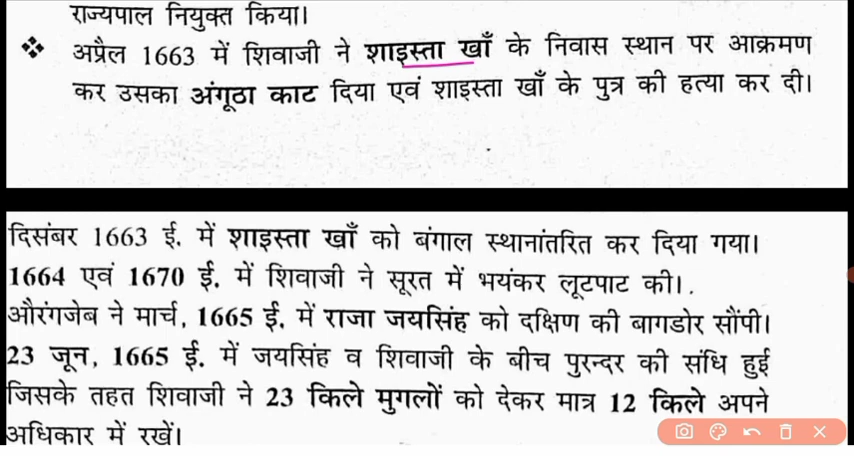 राज्यपाल नियुक्त किया।
❖ अप्रैल 1663 में शिवाजी ने शाइस्ता खाँ के निवास स्थान पर आक्रमण
कर उसका अंगूठा काट दिया एवं शाइस्ता खाँ के पुत्र की हत्या कर दी।
दिसंबर 1663 ई. में शाइस्ता खाँ को बंगाल स्थानांतरित कर दिया गया।
1664 एवं 1670 ई. में शिवाजी ने सूरत में भयंकर लूटपाट की।.
औरंगजेब ने मार्च, 1665 ई. में राजा जयसिंह को दक्षिण की बागडोर सौंपी।
23 जून, 1665 ई. में जयसिंह व शिवाजी के बीच पुरन्दर की संधि हुई
जिसके तहत शिवाजी ने 23 किले मुगलों को देकर मात्र 12 किले अपने
अधिकार में रखें।